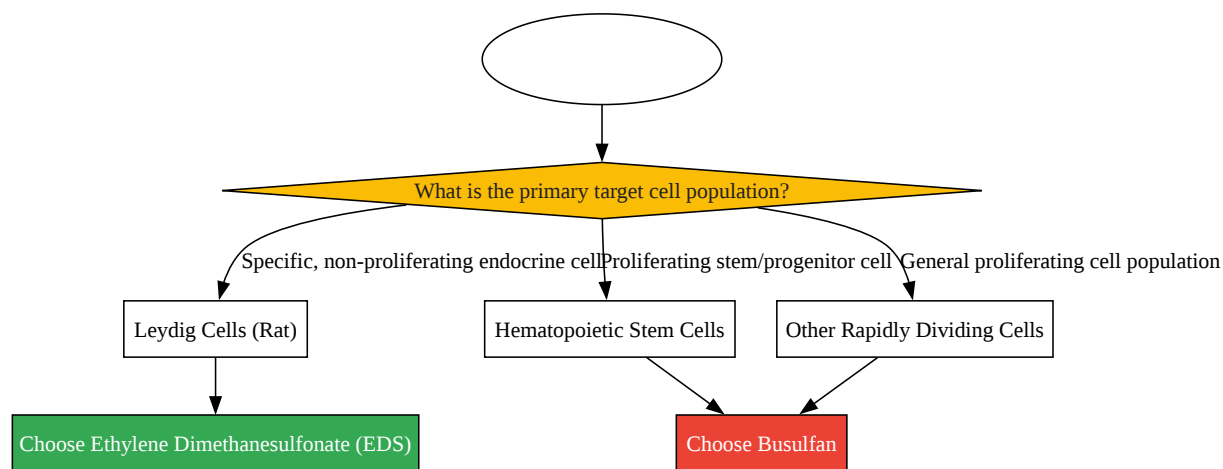 What is the primary target cell population?
Specific, non-proliferating endocrine cell
Proliferating stem/progenitor cell
General proliferating cell population
Leydig Cells (Rat)
Hematopoietic Stem Cells
Other Rapidly Dividing Cells
Choose Ethylene Dimethanesulfonate (EDS)
Choose Busulfan